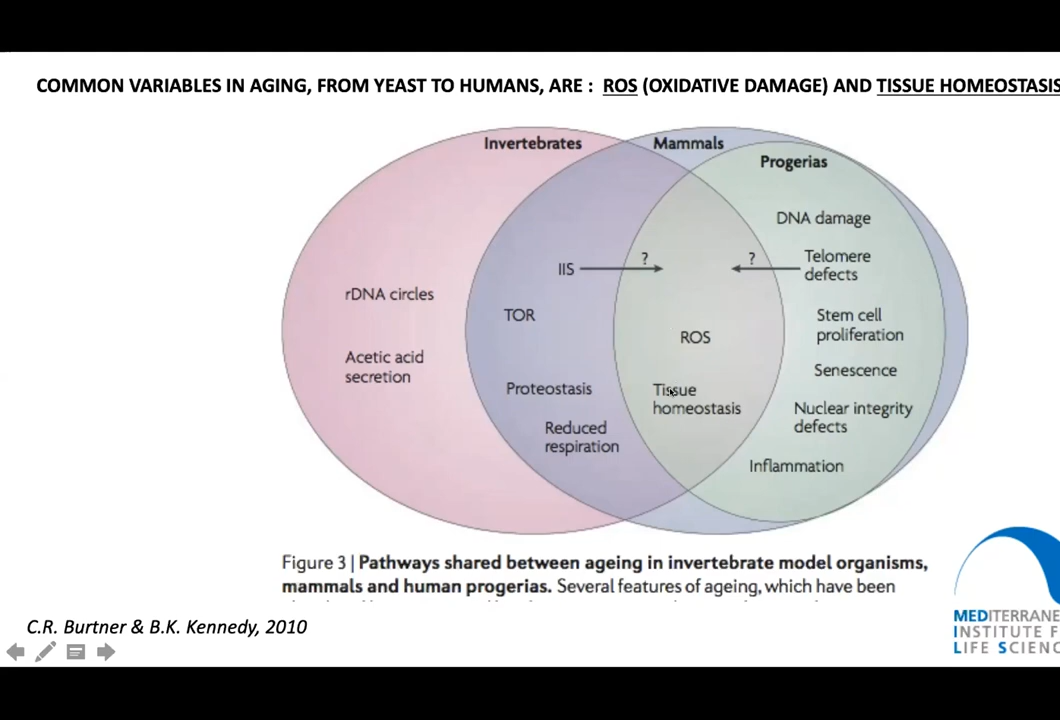 COMMON VARIABLES IN AGING, FROM YEAST TO HUMANS, ARE : ROS (OXIDATIVE DAMAGE) AND TISSUE HOMEOSTASIS
Invertebrates
Mammals
Progerias
DNA damage
IIS
?
?
Telomere
defects
rDNA circles
TOR
Stem cell
proliferation
ROS
Acetic acid
secretion
Senescence
Proteostasis
Tissue
homeostasis
Nuclear integrity
defects
Reduced
respiration
Inflammation
Figure 3 | Pathways shared between ageing in invertebrate model organisms,
mammals and human progerias. Several features of ageing, which have been
C.R. Burtner & B.K. Kennedy, 2010
MEDITERRANE
INSTITUTE F
LIFE SCIENC